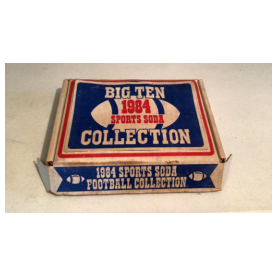 BIG TEN
1984
SPORTS SODA
COLLECTION
1984 SPORTS SODA
FOOTBALL COLLECTION